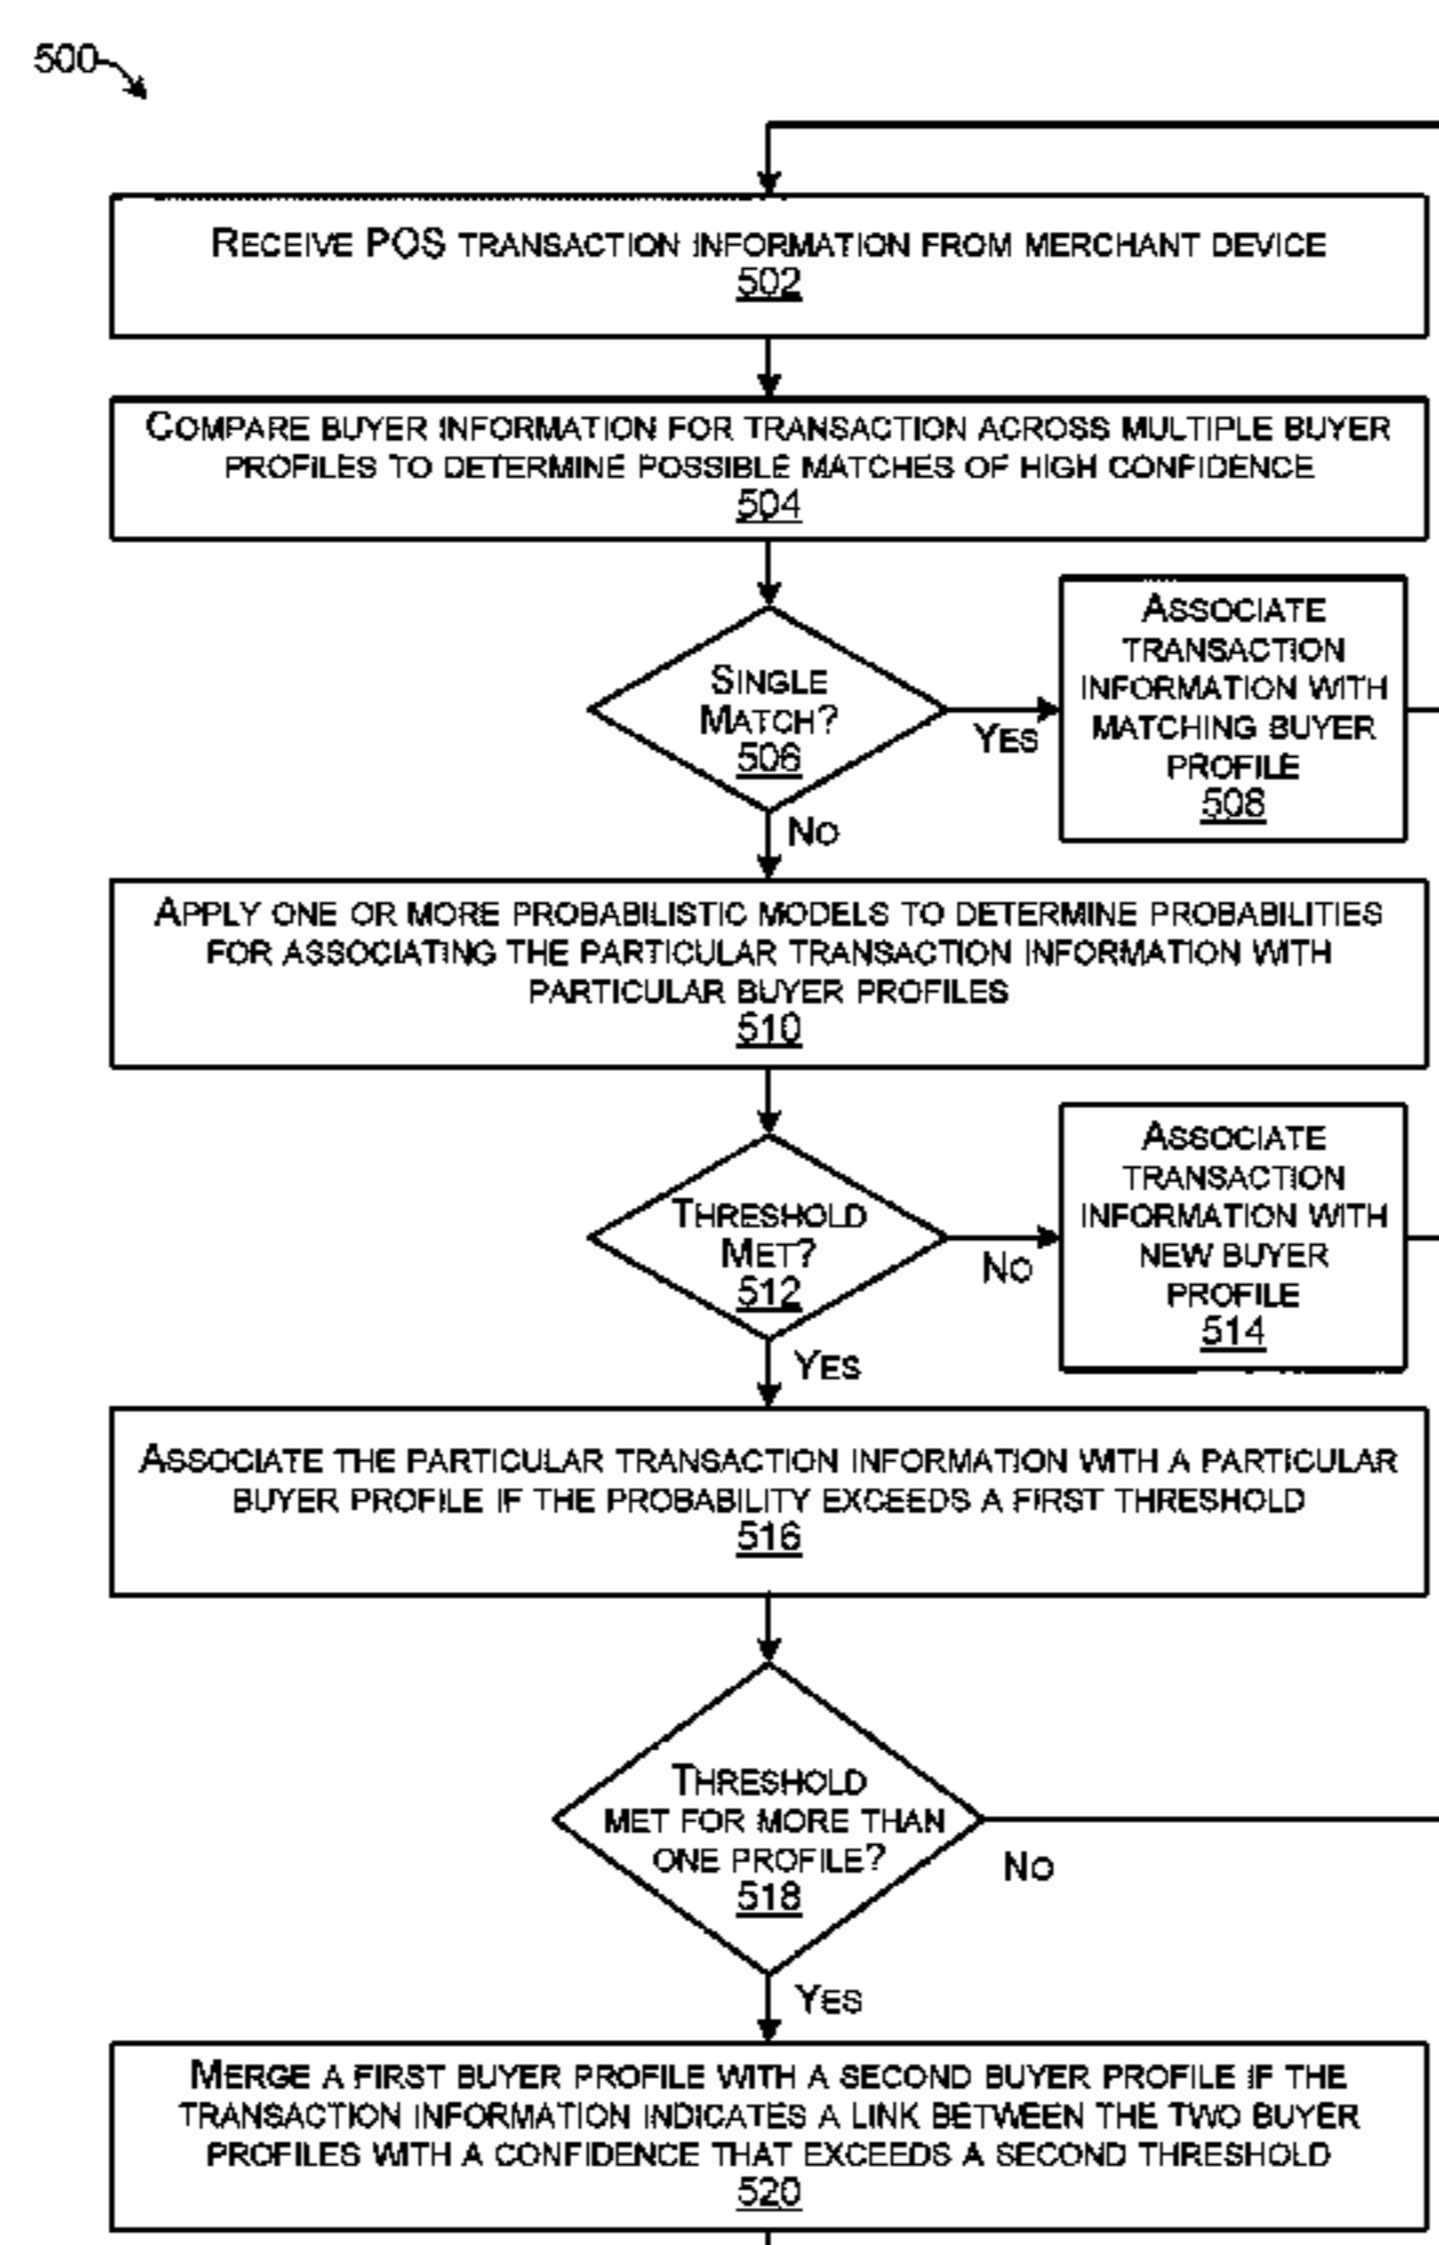 500
RECEIVE POS TRANSACTION INFORMATION FROM MERCHANT DEVICE
502
COMPARE BUYER INFORMATION FOR TRANSACTION ACROSS MULTIPLE BUYER
PROFILES TO DETERMINE POSSIBLE MATCHES OF HIGH CONFIDENCE
504
SINGLE
MATCH?
506
YES
NO
ASSOCIATE
TRANSACTION
INFORMATION WITH
MATCHING BUYER
PROFILE
508
APPLY ONE OR MORE PROBABILISTIC MODELS TO DETERMINE PROBABILITIES
FOR ASSOCIATING THE PARTICULAR TRANSACTION INFORMATION WITH
PARTICULAR BUYER PROFILES
510
THRESHOLD
MET?
512
NO
YES
ASSOCIATE
TRANSACTION
INFORMATION WITH
NEW BUYER
PROFILE
514
ASSOCIATE THE PARTICULAR TRANSACTION INFORMATION WITH A PARTICULAR
BUYER PROFILE IF THE PROBABILITY EXCEEDS A FIRST THRESHOLD
516
THRESHOLD
MET FOR MORE THAN
ONE PROFILE?
518
NO
YES
MERGE A FIRST BUYER PROFILE WITH A SECOND BUYER PROFILE IF THE
TRANSACTION INFORMATION INDICATES A LINK BETWEEN THE TWO BUYER
PROFILES WITH A CONFIDENCE THAT EXCEEDS A SECOND THRESHOLD
520